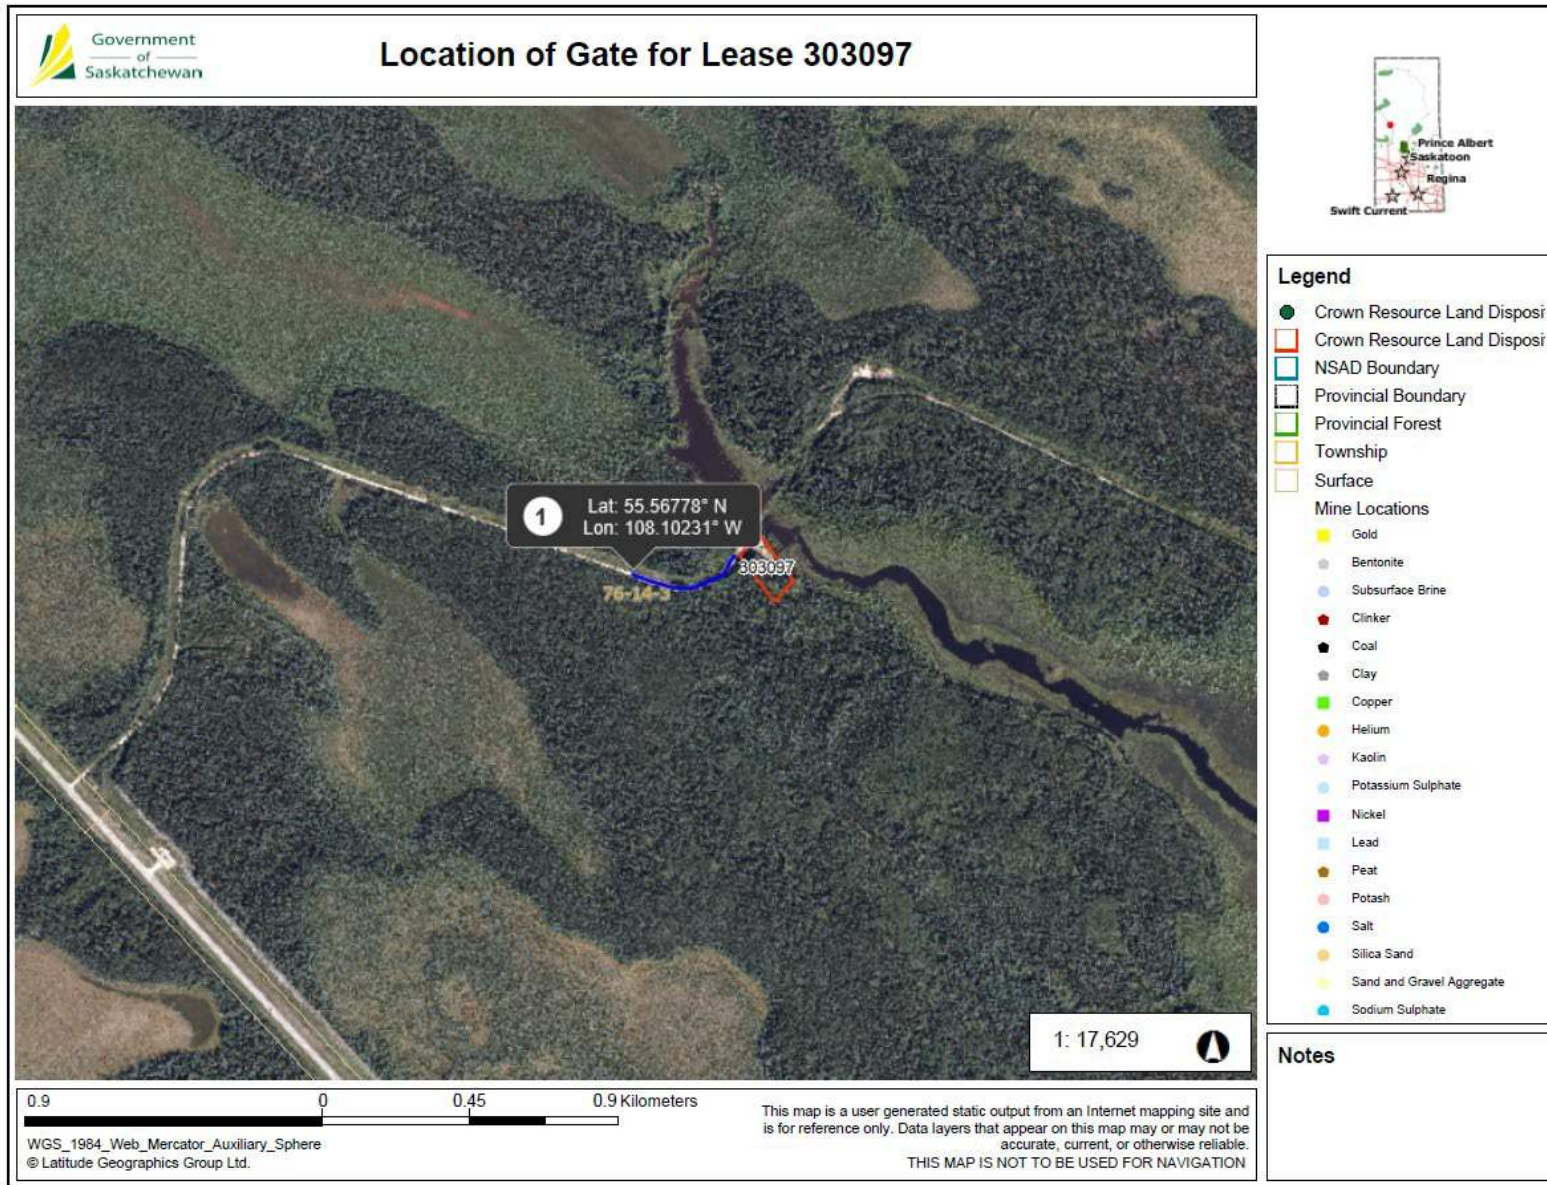 Government
of
Saskatchewan
Location of Gate for Lease 303097
Prince Albert
Saskatoon
Regina
Swift Current
1
Lat: 55.56778° N
Lon: 108.10231° W
303097
76-14-3
1: 17,629
Legend
Crown Resource Land Disposi
Crown Resource Land Disposi
NSAD Boundary
Provincial Boundary
Provincial Forest
Township
Surface
Mine Locations
Gold
Bentonite
Subsurface Brine
Clinker
Coal
Clay
Copper
Helium
Kaolin
Potassium Sulphate
Nickel
Lead
Peat
Potash
Salt
Silica Sand
Sand and Gravel Aggregate
Sodium Sulphate
Notes
0.9 0 0.45 0.9 Kilometers
WGS_1984_Web_Mercator_Auxiliary_Sphere
© Latitude Geographics Group Ltd.
This map is a user generated static output from an Internet mapping site and
is for reference only. Data layers that appear on this map may or may not be
accurate, current, or otherwise reliable.
THIS MAP IS NOT TO BE USED FOR NAVIGATION